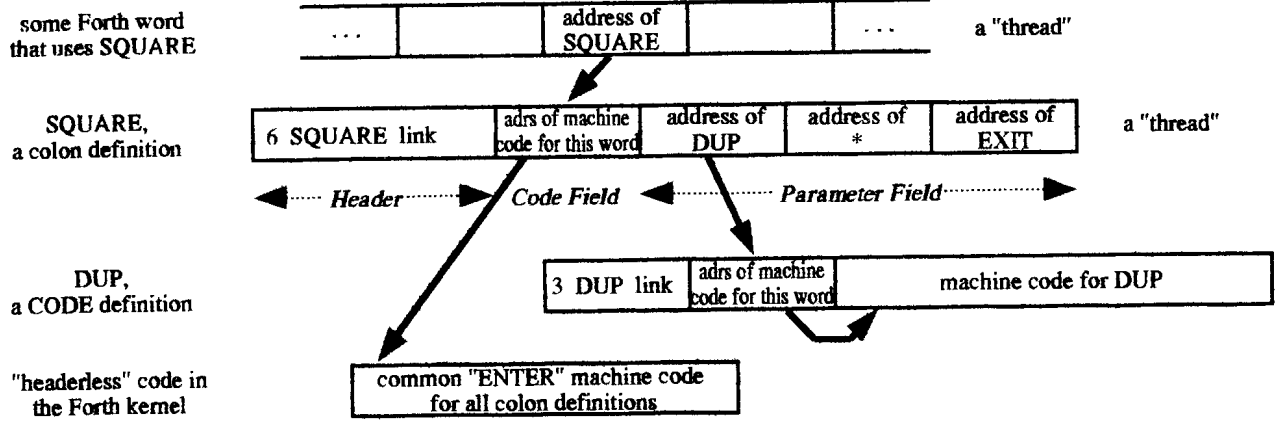 some Forth word
that uses SQUARE
. . .
address of
SQUARE
. . .
a "thread"
SQUARE,
a colon definition
6 SQUARE link
adrs of machine
code for this word
address of
DUP
address of
*
address of
EXIT
a "thread"
Header
Code Field
Parameter Field
DUP,
a CODE definition
3 DUP link
adrs of machine
code for this word
machine code for DUP
"headerless" code in
the Forth kernel
common "ENTER" machine code
for all colon definitions